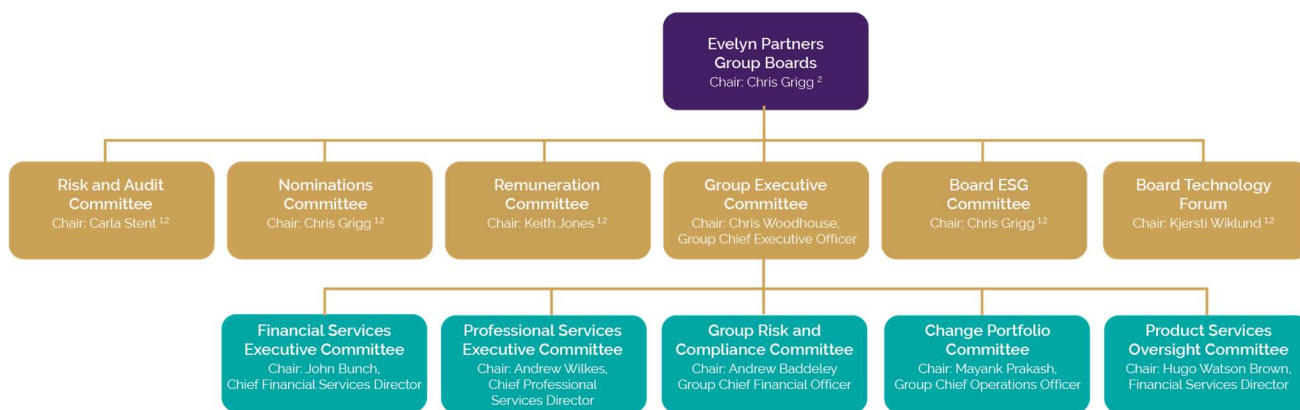 Evelyn Partners
Group Boards
Chair: Chris Grigg 2
Risk and Audit
Committee
Chair: Carla Stent 1,2
Nominations
Committee
Chair: Chris Grigg 1,2
Remuneration
Committee
Chair: Keith Jones 1,2
Group Executive
Committee
Chair: Chris Woodhouse,
Group Chief Executive Officer
Board ESG
Committee
Chair: Chris Grigg 1,2
Board Technology
Forum
Chair: Kjersti Wiklund 1,2
Financial Services
Executive Committee
Chair: John Bunch,
Chief Financial Services Director
Professional Services
Executive Committee
Chair: Andrew Wilkes,
Chief Professional
Services Director
Group Risk and
Compliance Committee
Chair: Andrew Baddeley
Group Chief Financial Officer
Change Portfolio
Committee
Chair: Mayank Prakash,
Group Chief Operations Officer
Product Services
Oversight Committee
Chair: Hugo Watson Brown,
Financial Services Director